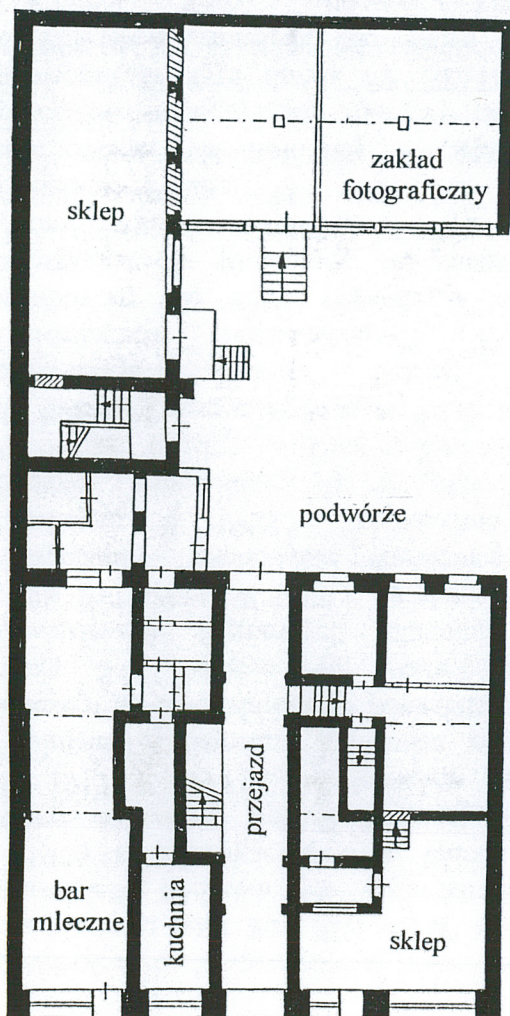 zakład
fotograficzny
sklep
podwórze
przejazd
bar
mleczne
kuchnia
sklep